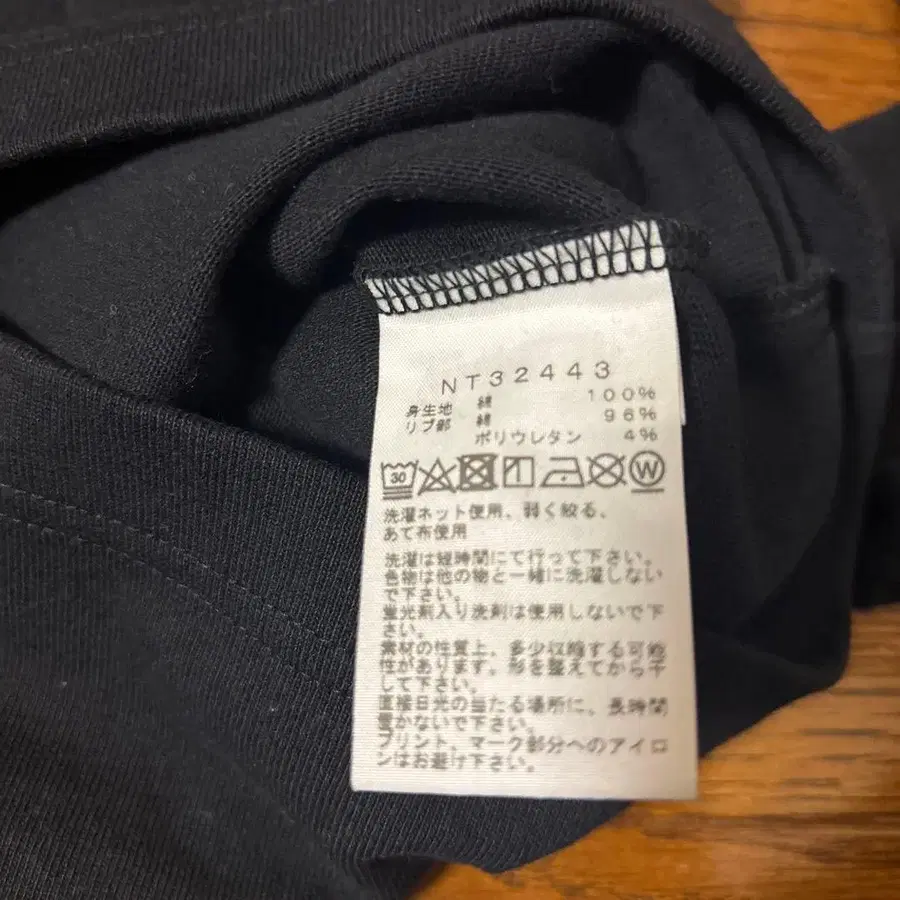 NT32443
身生地 綿 100%
リブ部 綿 96%
ポリウレタン 4%
30 W
洗濯ネット使用、弱く絞る、
あて布使用
洗濯は短時間にて行って下さい。
色物は他の物と一緒に洗濯しない
で下さい。
蛍光剤入り洗剤は使用しないで下
さい。
素材の性質上、多少収縮する可能
性があります。形を整えてから干
して下さい。
直接日光の当たる場所に、長時間
置かないで下さい。
プリント、マーク部分へのアイロ
ンはお避け下さい。